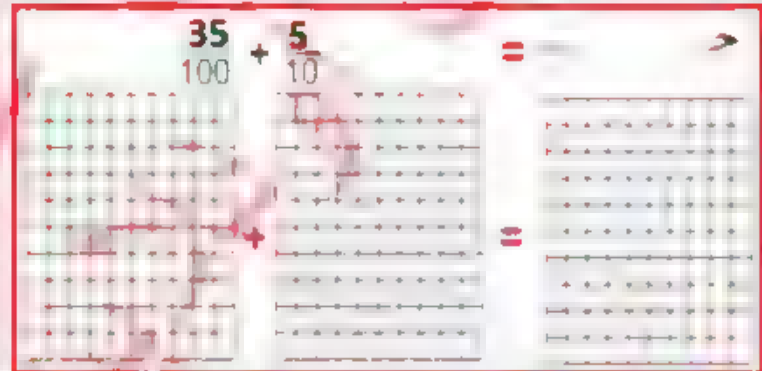 35 + 5 =
100 10
+ =